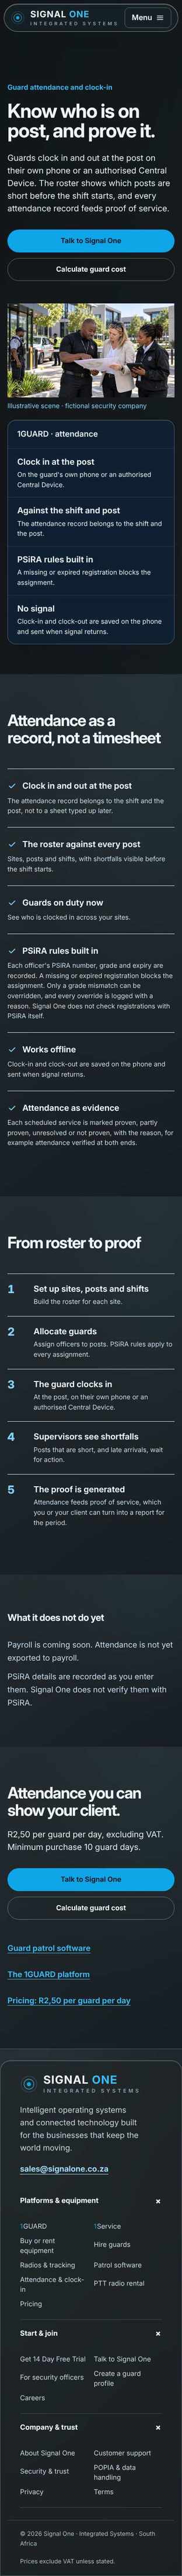 SIGNAL ONE
INTEGRATED SYSTEMS
Menu
Guard attendance and clock-in
Know who is on
post, and prove it.
Guards clock in and out at the post on
their own phone or an authorised Central
Device. The roster shows which posts are
short before the shift starts, and every
attendance record feeds proof of service.
Talk to Signal One
Calculate guard cost
Illustrative scene · fictional security company
1GUARD · attendance
Clock in at the post
On the guard's own phone or an authorised
Central Device.
Against the shift and post
The attendance record belongs to the shift and
the post.
PSiRA rules built in
A missing or expired registration blocks the
assignment.
No signal
Clock-in and clock-out are saved on the phone
and sent when signal returns.
Attendance as a
record, not a timesheet
Clock in and out at the post
The attendance record belongs to the shift and the
post, not to a sheet typed up later.
The roster against every post
Sites, posts and shifts, with shortfalls visible before
the shift starts.
Guards on duty now
See who is clocked in across your sites.
PSiRA rules built in
Each officer's PSiRA number, grade and expiry are
recorded. A missing or expired registration blocks the
assignment. Only a grade mismatch can be
overridden, and every override is logged with a
reason. Signal One does not check registrations with
PSiRA itself.
Works offline
Clock-in and clock-out are saved on the phone and
sent when signal returns.
Attendance as evidence
Each scheduled service is marked proven, partly
proven, unresolved or not proven, with the reason, for
example attendance verified at both ends.
From roster to proof
1
Set up sites, posts and shifts
Build the roster for each site.
2
Allocate guards
Assign officers to posts. PSiRA rules apply to
every assignment.
3
The guard clocks in
At the post, on their own phone or an
authorised Central Device.
4
Supervisors see shortfalls
Posts that are short, and late arrivals, wait
for action.
5
The proof is generated
Attendance feeds proof of service, which
you or your client can turn into a report for
the period.
What it does not do yet
Payroll is coming soon. Attendance is not yet
exported to payroll.
PSiRA details are recorded as you enter
them. Signal One does not verify them with
PSiRA.
Attendance you can
show your client.
R2,50 per guard per day, excluding VAT.
Minimum purchase 10 guard days.
Talk to Signal One
Calculate guard cost
Guard patrol software
The 1GUARD platform
Pricing: R2,50 per guard per day
SIGNAL ONE
INTEGRATED SYSTEMS
Intelligent operating systems
and connected technology built
for the businesses that keep the
world moving.
sales@signalone.co.za
Platforms & equipment
1GUARD
1Service
Buy or rent
equipment
Hire guards
Radios & tracking
Patrol software
Attendance & clock-
in
PTT radio rental
Pricing
Start & join
Get 14 Day Free Trial
Talk to Signal One
For security officers
Create a guard
profile
Careers
Company & trust
About Signal One
Customer support
Security & trust
POPIA & data
handling
Privacy
Terms
© 2026 Signal One · Integrated Systems · South
Africa
Prices exclude VAT unless stated.